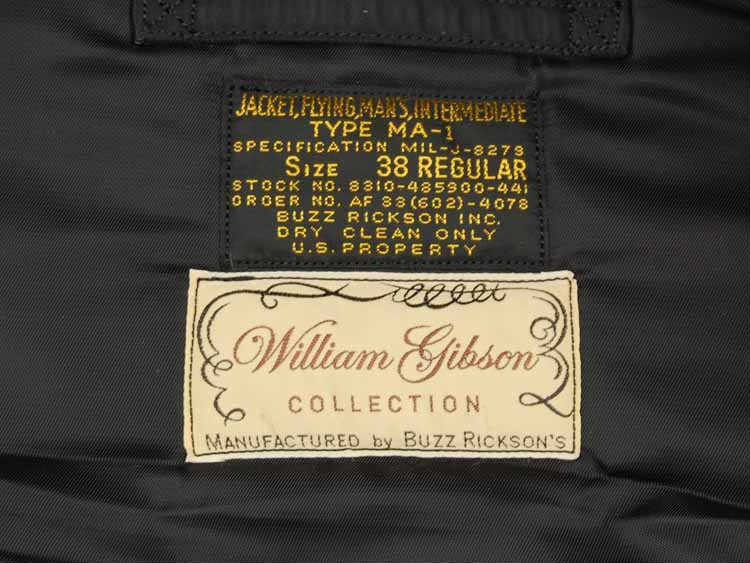 JACKET, FLYING, MAN'S, INTERMEDIATE
TYPE MA-1
SPECIFICATION MIL-J-8279
SIZE 38 REGULAR
STOCK NO. 8310-485900-441
ORDER NO. AF 33(602)-4078
BUZZ RICKSON INC.
DRY CLEAN ONLY
U.S. PROPERTY
William Gibson
COLLECTION
MANUFACTURED by BUZZ RICKSON'S